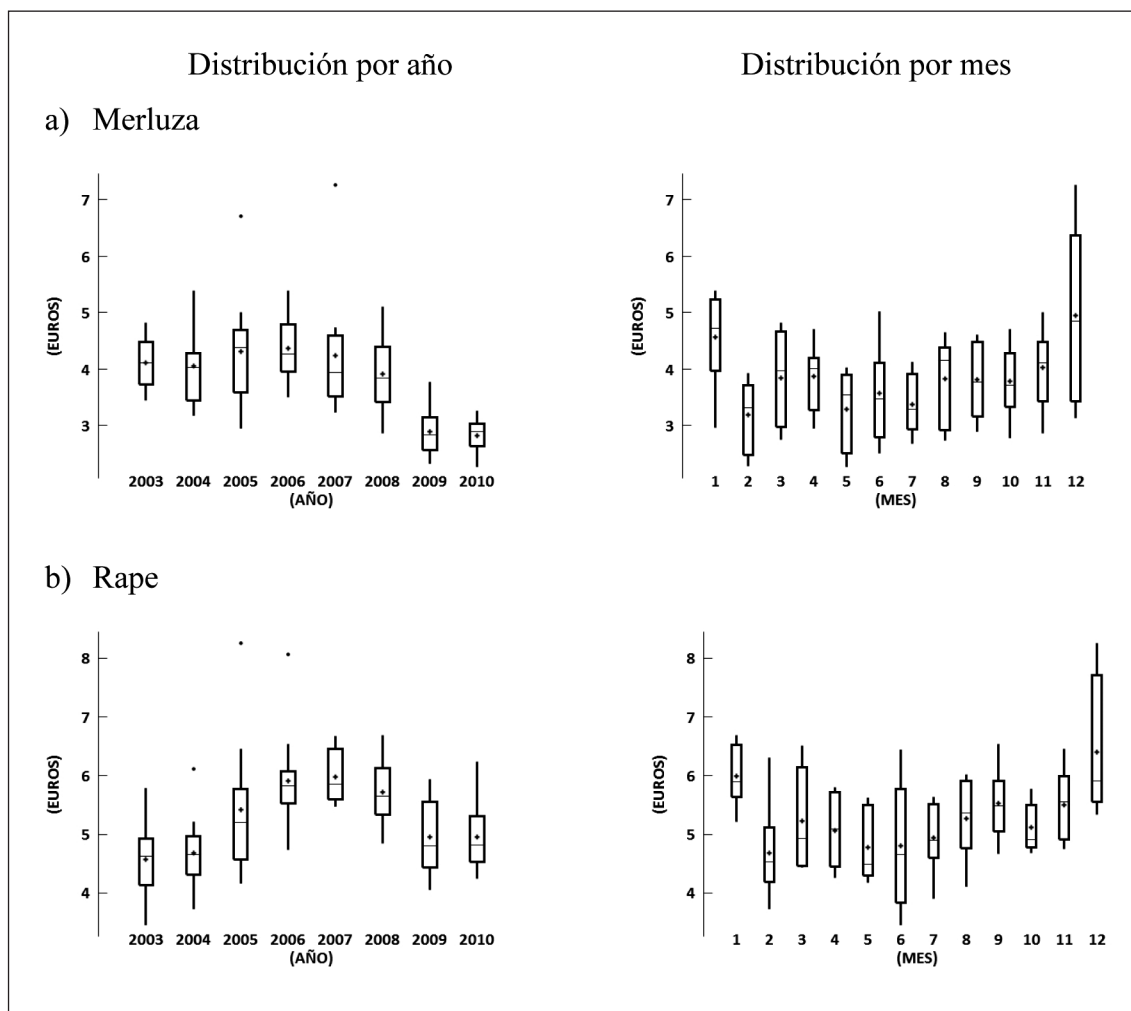 Distribución por año
Distribución por mes
a) Merluza
7
6
5
4
3
(EUROS)
2003 2004 2005 2006 2007 2008 2009 2010
(AÑO)
7
6
5
4
3
(EUROS)
1 2 3 4 5 6 7 8 9 10 11 12
(MES)
b) Rape
8
7
6
5
4
(EUROS)
2003 2004 2005 2006 2007 2008 2009 2010
(AÑO)
8
7
6
5
4
(EUROS)
1 2 3 4 5 6 7 8 9 10 11 12
(MES)